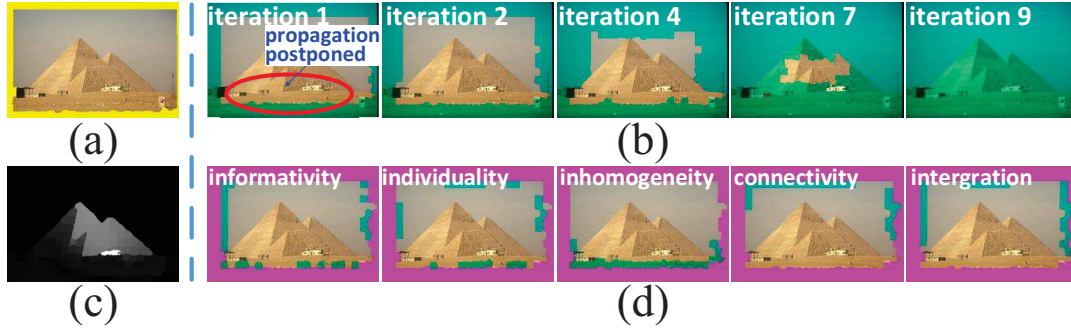 iteration 1
iteration 2
iteration 4
iteration 7
iteration 9
propagation
postponed
(a)
(b)
informativity
individuality
inhomogeneity
connectivity
intergration
(c)
(d)